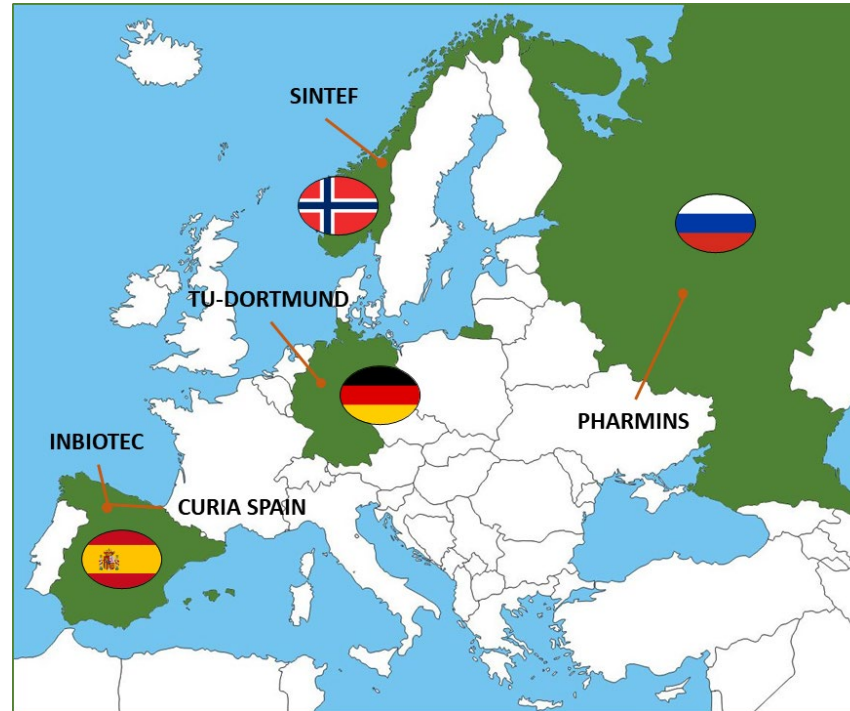 SINTEF
TU-DORTMUND
PHARMINS
INBIOTEC
CURIA SPAIN